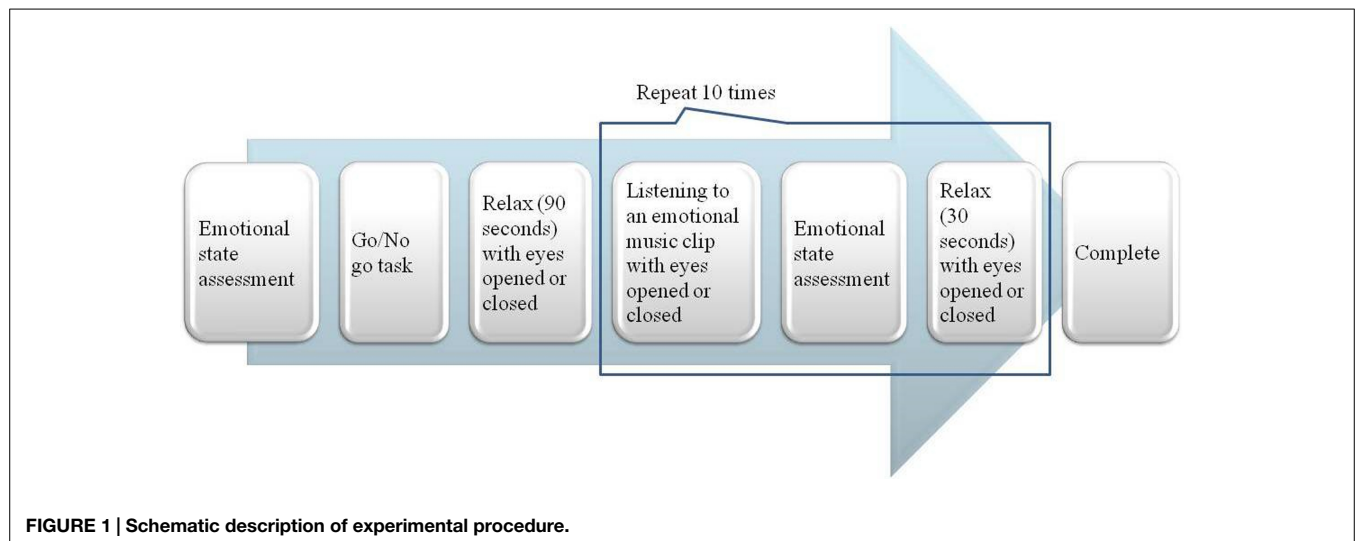 Repeat 10 times
Emotional
state
assessment
Go/No
go task
Relax (90
seconds)
with eyes
opened or
closed
Listening to
an emotional
music clip
with eyes
opened or
closed
Emotional
state
assessment
Relax
(30
seconds)
with eyes
opened or
closed
Complete
FIGURE 1 | Schematic description of experimental procedure.